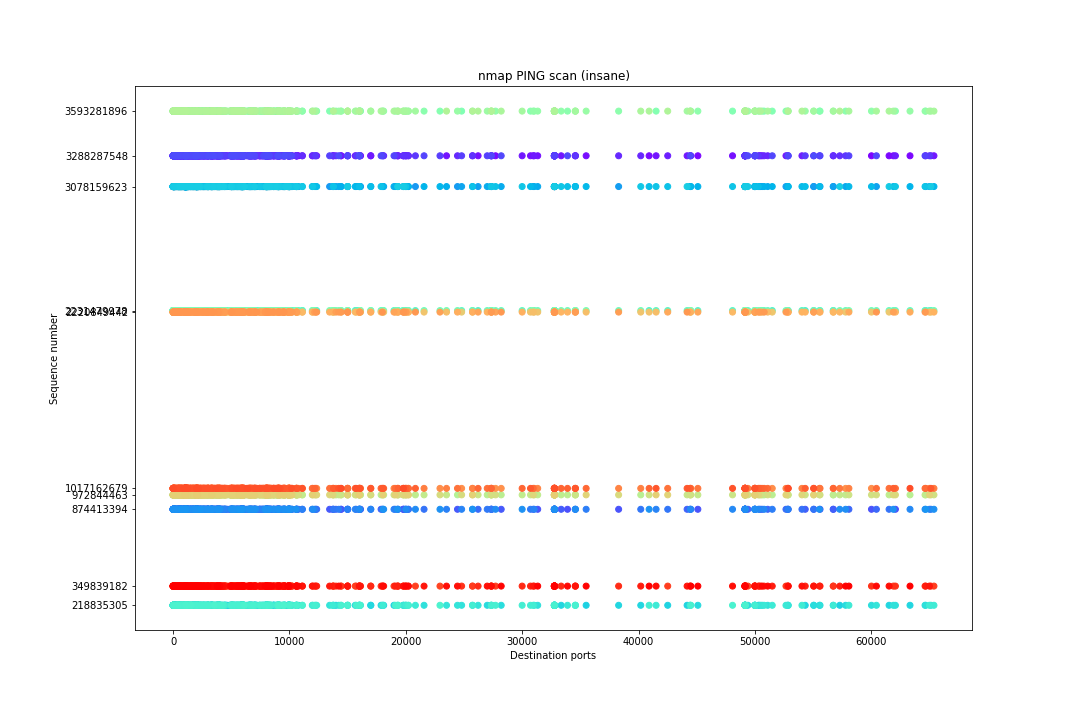 nmap PING scan (insane)
3593281896
3288287548
3078159623
1017162679
972844463
874413394
349839182
218835305
Sequence number
0 10000 20000 30000 40000 50000 60000
Destination ports